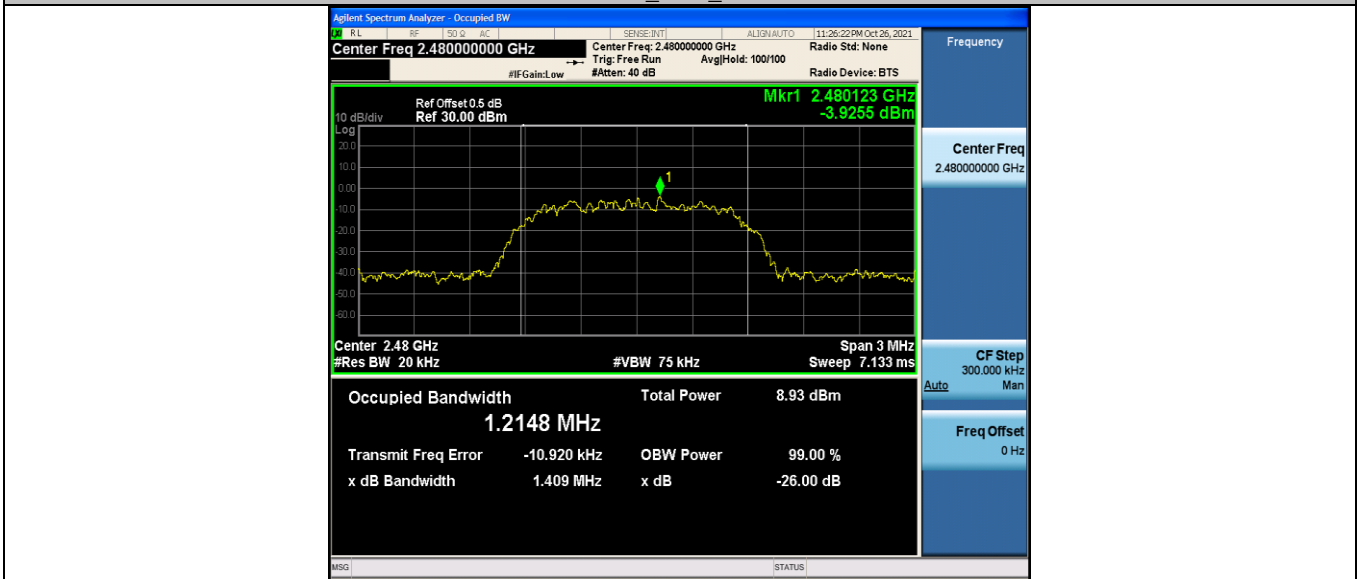 Agilent Spectrum Analyzer - Occupied BW
RL RF 50 Ω AC SENSE:INT ALIGNAUTO 11:26:22 PM Oct 26, 2021
Center Freq 2.480000000 GHz
Center Freq: 2.480000000 GHz
Radio Std: None
Trig: Free Run Avg|Hold: 100/100
#IFGain:Low #Atten: 40 dB
Radio Device: BTS
Mkr1 2.480123 GHz
-3.9255 dBm
Ref Offset 0.5 dB
10 dB/div Ref 30.00 dBm
Log
20.0
10.0
0.00
-10.0
-20.0
-30.0
-40.0
-50.0
-60.0
1
Center 2.48 GHz Span 3 MHz
#Res BW 20 kHz #VBW 75 kHz Sweep 7.133 ms
Occupied Bandwidth Total Power 8.93 dBm
1.2148 MHz
Transmit Freq Error -10.920 kHz OBW Power 99.00 %
x dB Bandwidth 1.409 MHz x dB -26.00 dB
MSG STATUS
Frequency
Center Freq
2.480000000 GHz
CF Step
300.000 kHz
Auto Man
Freq Offset
0 Hz